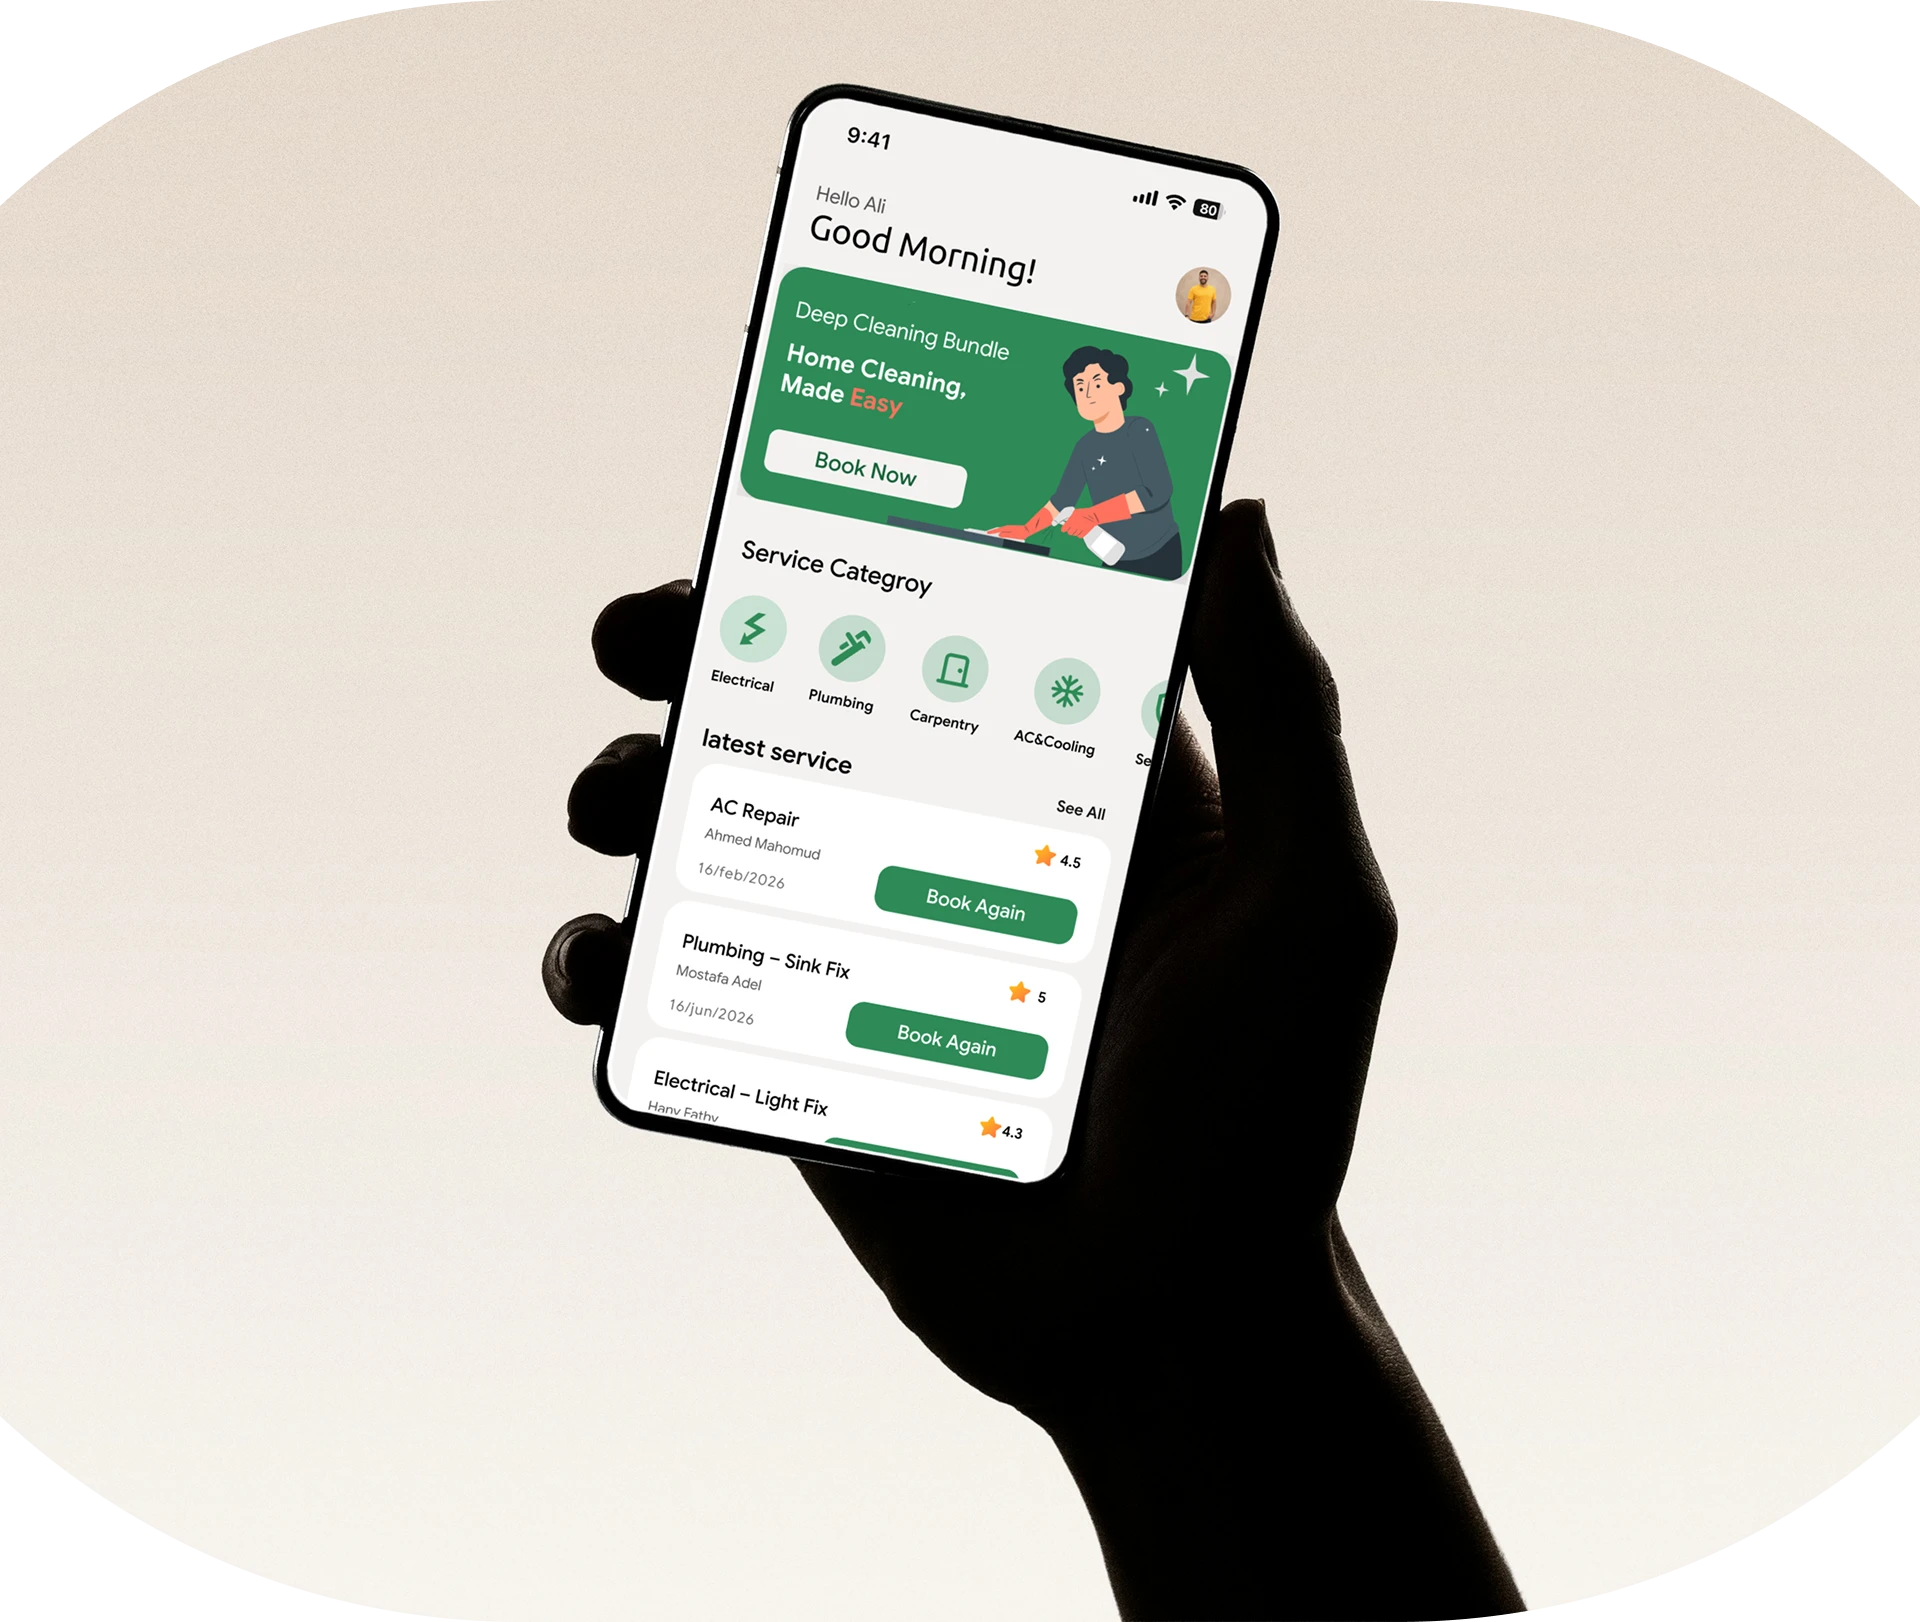 9:41
80
Hello Ali
Good Morning!
Deep Cleaning Bundle
Home Cleaning,
Made Easy
Book Now
Service Categroy
Electrical
Plumbing
Carpentry
AC&Cooling
Se
latest service
See All
AC Repair
4.5
Ahmed Mahomud
16/feb/2026
Book Again
Plumbing – Sink Fix
5
Mostafa Adel
16/jun/2026
Book Again
Electrical – Light Fix
4.3
Hany Fathy